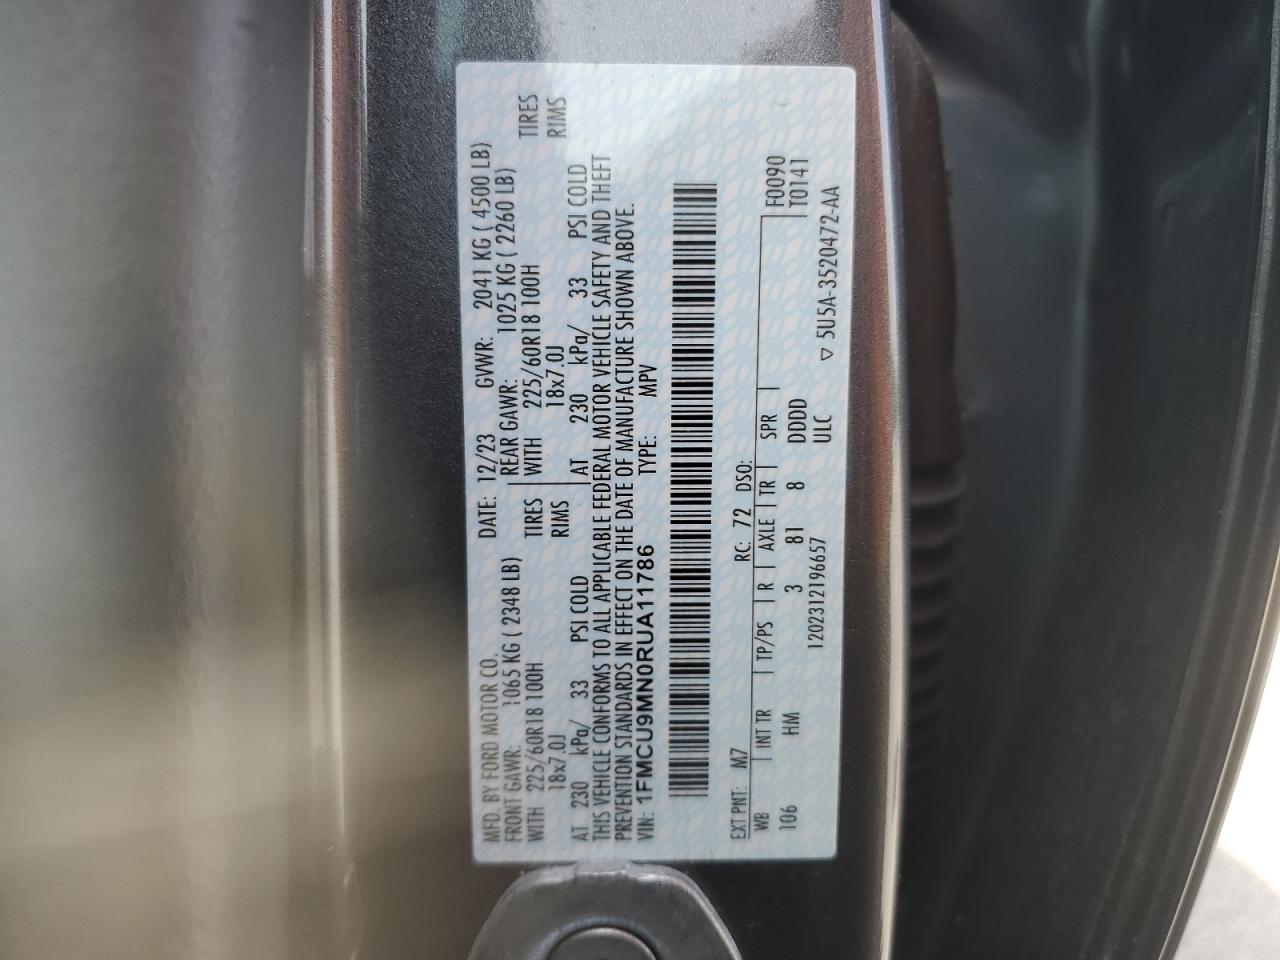 MFD. BY FORD MOTOR CO. DATE: 12/23 GVWR: 2041 KG ( 4500 LB)
FRONT GAWR: 1065 KG ( 2348 LB) REAR GAWR: 1025 KG ( 2260 LB)
WITH 225/60R18 100H TIRES WITH 225/60R18 100H TIRES
18x7.0J RIMS 18x7.0J RIMS
AT 230 kPa/ 33 PSI COLD AT 230 kPa/ 33 PSI COLD
THIS VEHICLE CONFORMS TO ALL APPLICABLE FEDERAL MOTOR VEHICLE SAFETY AND THEFT
PREVENTION STANDARDS IN EFFECT ON THE DATE OF MANUFACTURE SHOWN ABOVE.
VIN: 1FMCU9MN0RUA11786 TYPE: MPV
EXT PNT: M7 RC: 72 DSO:
WB INT TR TP/PS R AXLE TR SPR F0090
106 HM 3 81 8 DDDD T0141
1202312196657 ULC ▽ 5U5A-3520472-AA